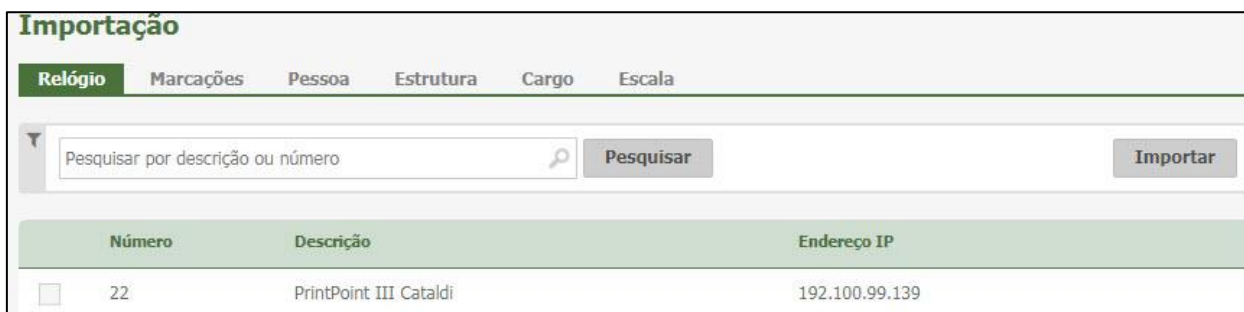 Importação
Relógio Marcações Pessoa Estrutura Cargo Escala
Pesquisar por descrição ou número Pesquisar Importar
Número Descrição Endereço IP
22 PrintPoint III Cataldi 192.100.99.139